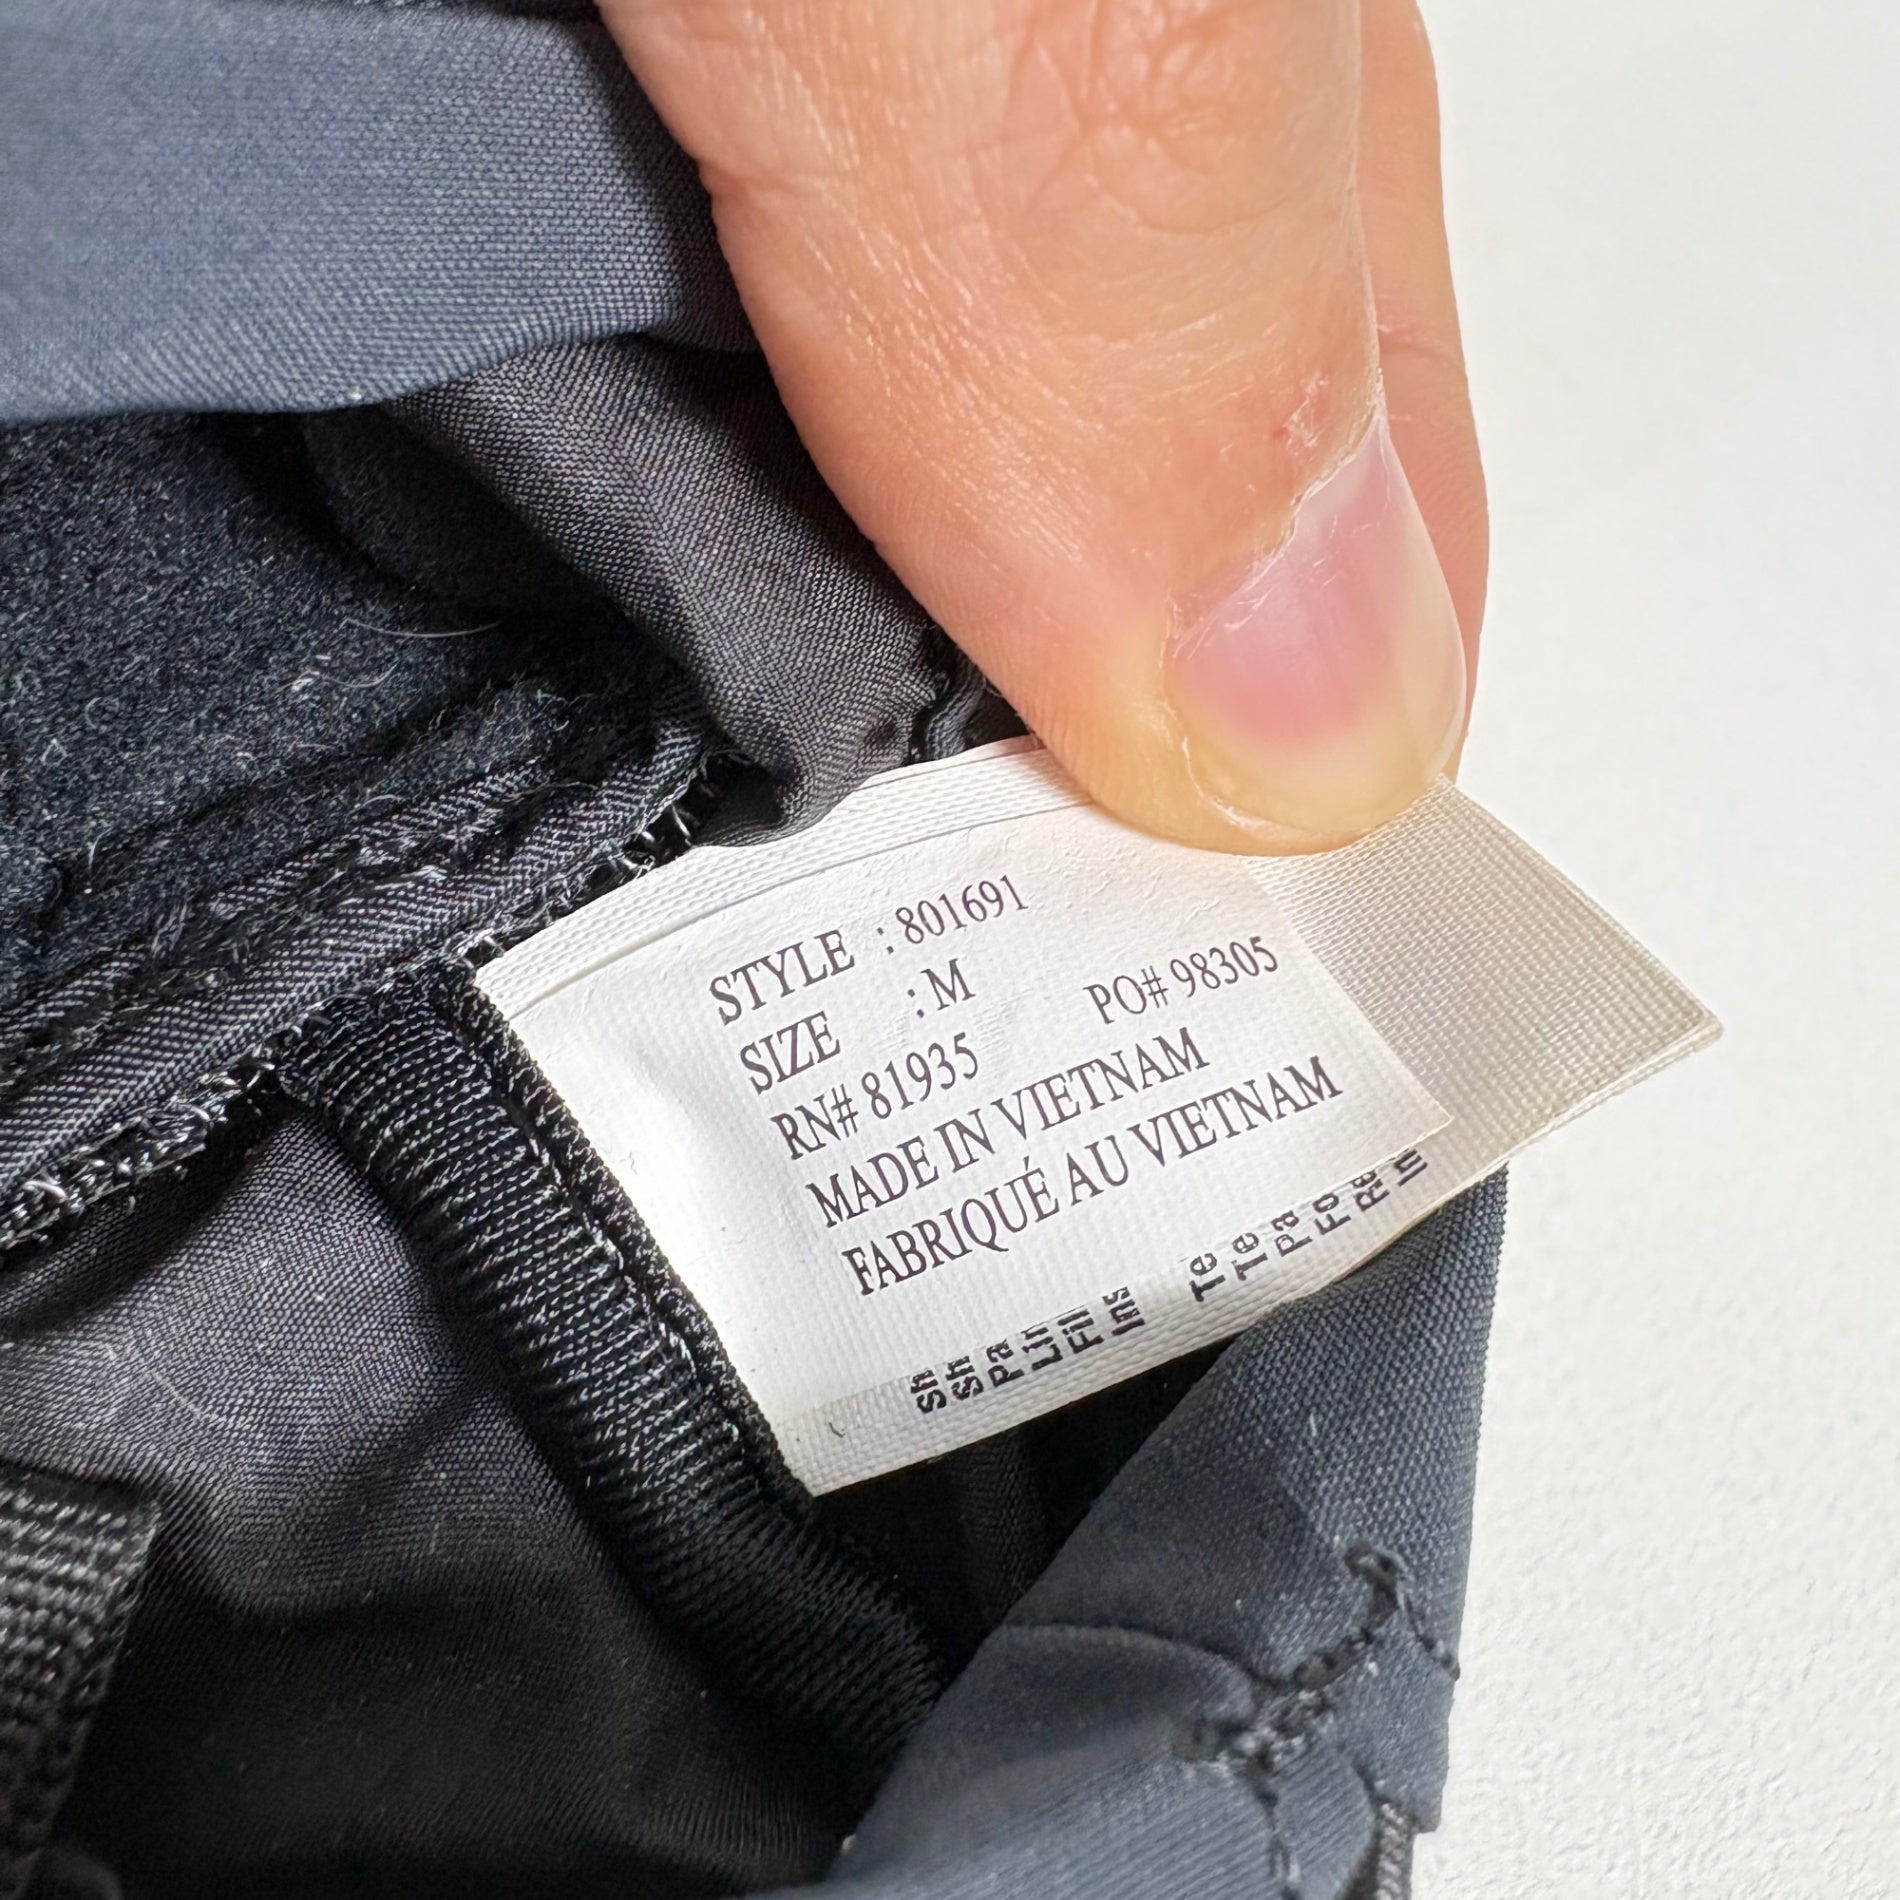 STYLE : 801691
SIZE : M
RN# 81935 PO# 98305
MADE IN VIETNAM
FABRIQUÉ AU VIETNAM